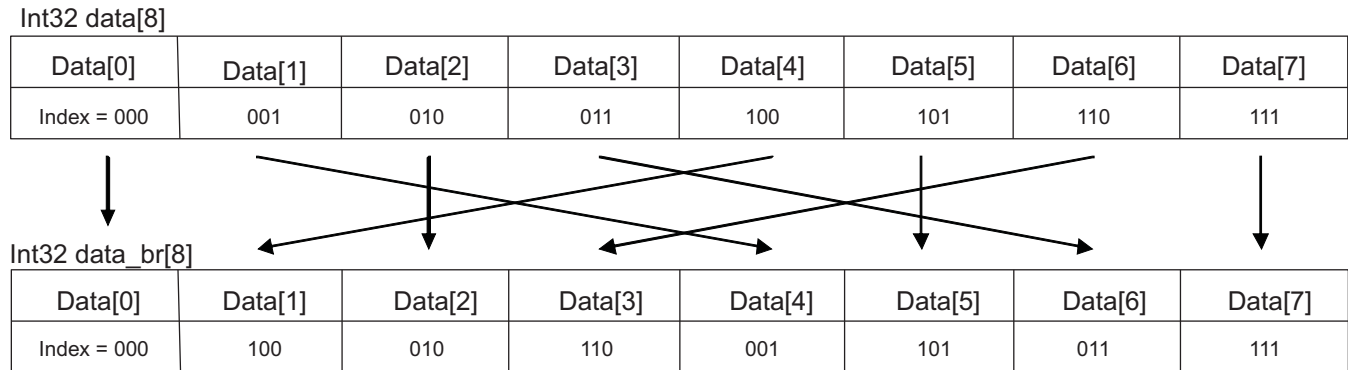 Int32 data[8]
Data[0] Data[1] Data[2] Data[3] Data[4] Data[5] Data[6] Data[7]
Index = 000 001 010 011 100 101 110 111
Int32 data_br[8]
Data[0] Data[1] Data[2] Data[3] Data[4] Data[5] Data[6] Data[7]
Index = 000 100 010 110 001 101 011 111